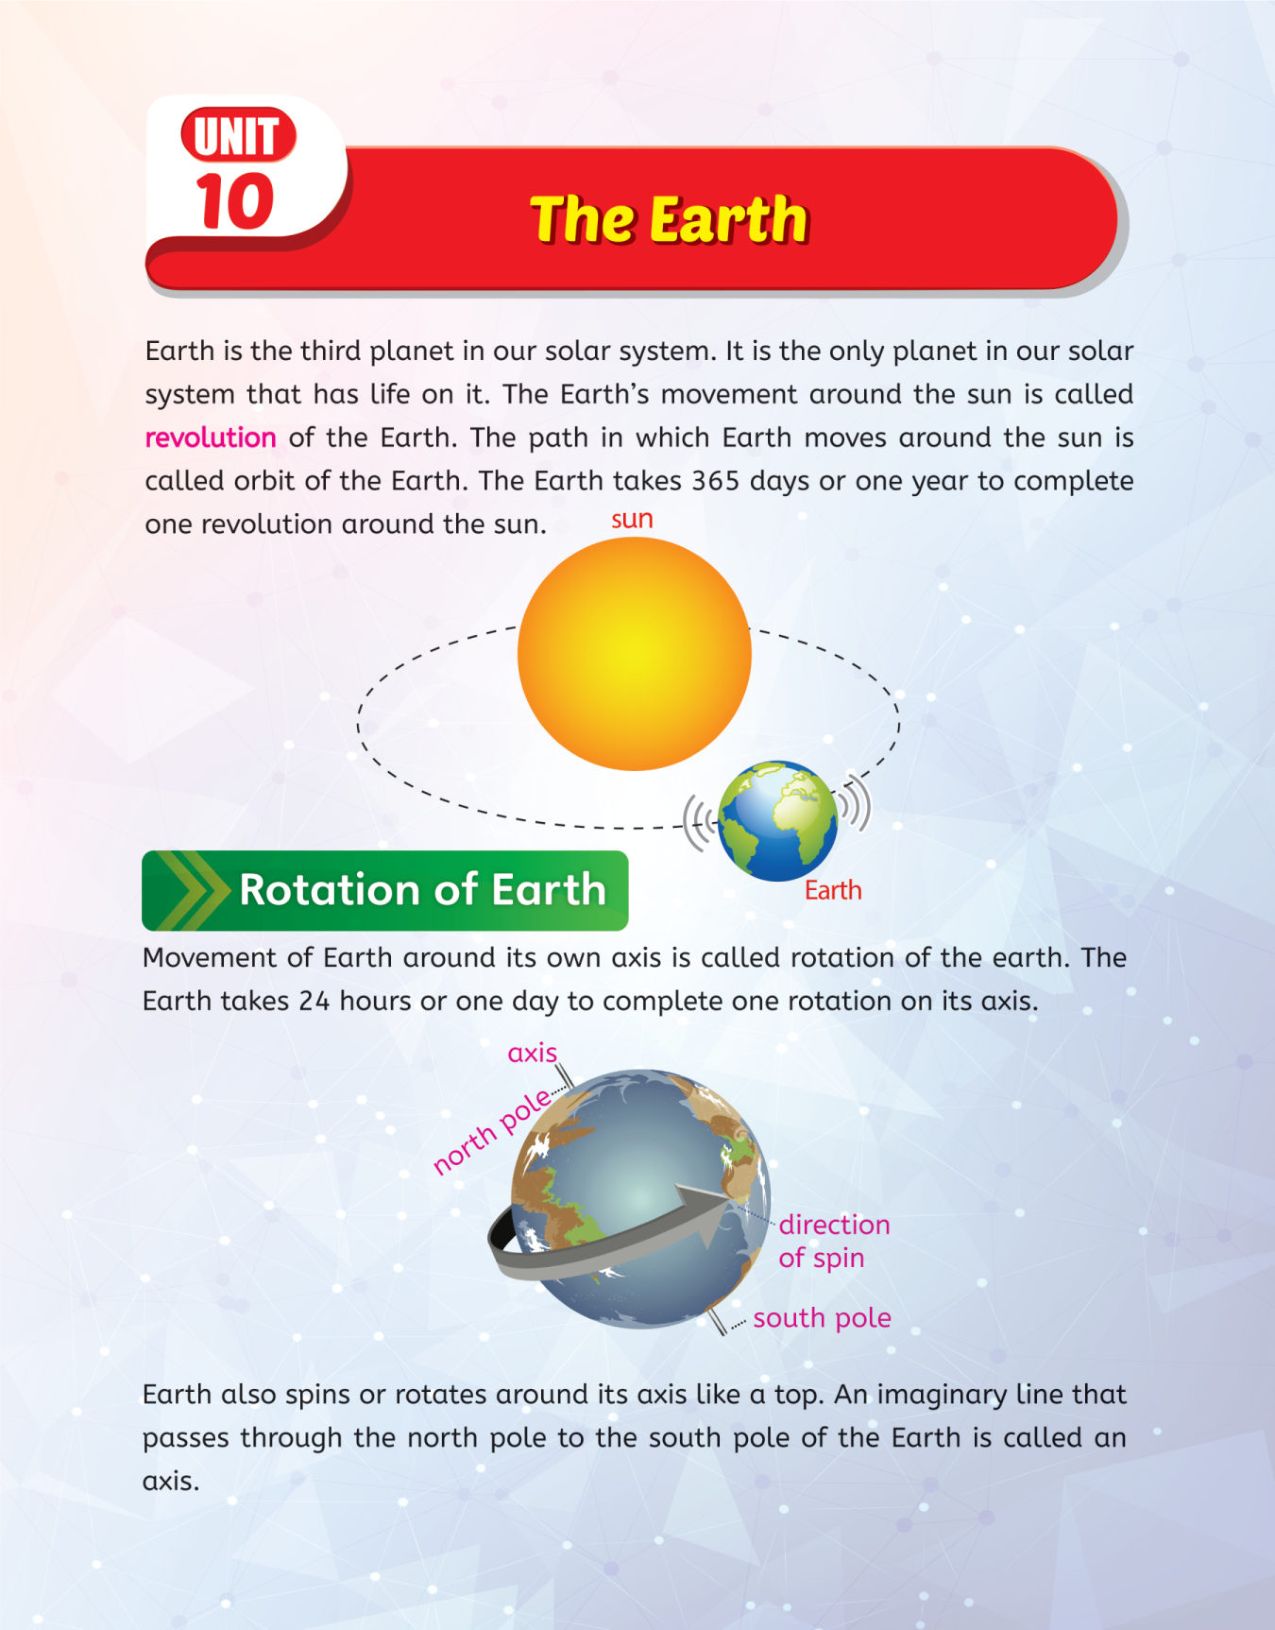 UNIT
10
The Earth
Earth is the third planet in our solar system. It is the only planet in our solar
system that has life on it. The Earth's movement around the sun is called
revolution of the Earth. The path in which Earth moves around the sun is
called orbit of the Earth. The Earth takes 365 days or one year to complete
one revolution around the sun.
sun
Earth
Rotation of Earth
Movement of Earth around its own axis is called rotation of the earth. The
Earth takes 24 hours or one day to complete one rotation on its axis.
axis
north pole
direction
of spin
south pole
Earth also spins or rotates around its axis like a top. An imaginary line that
passes through the north pole to the south pole of the Earth is called an
axis.